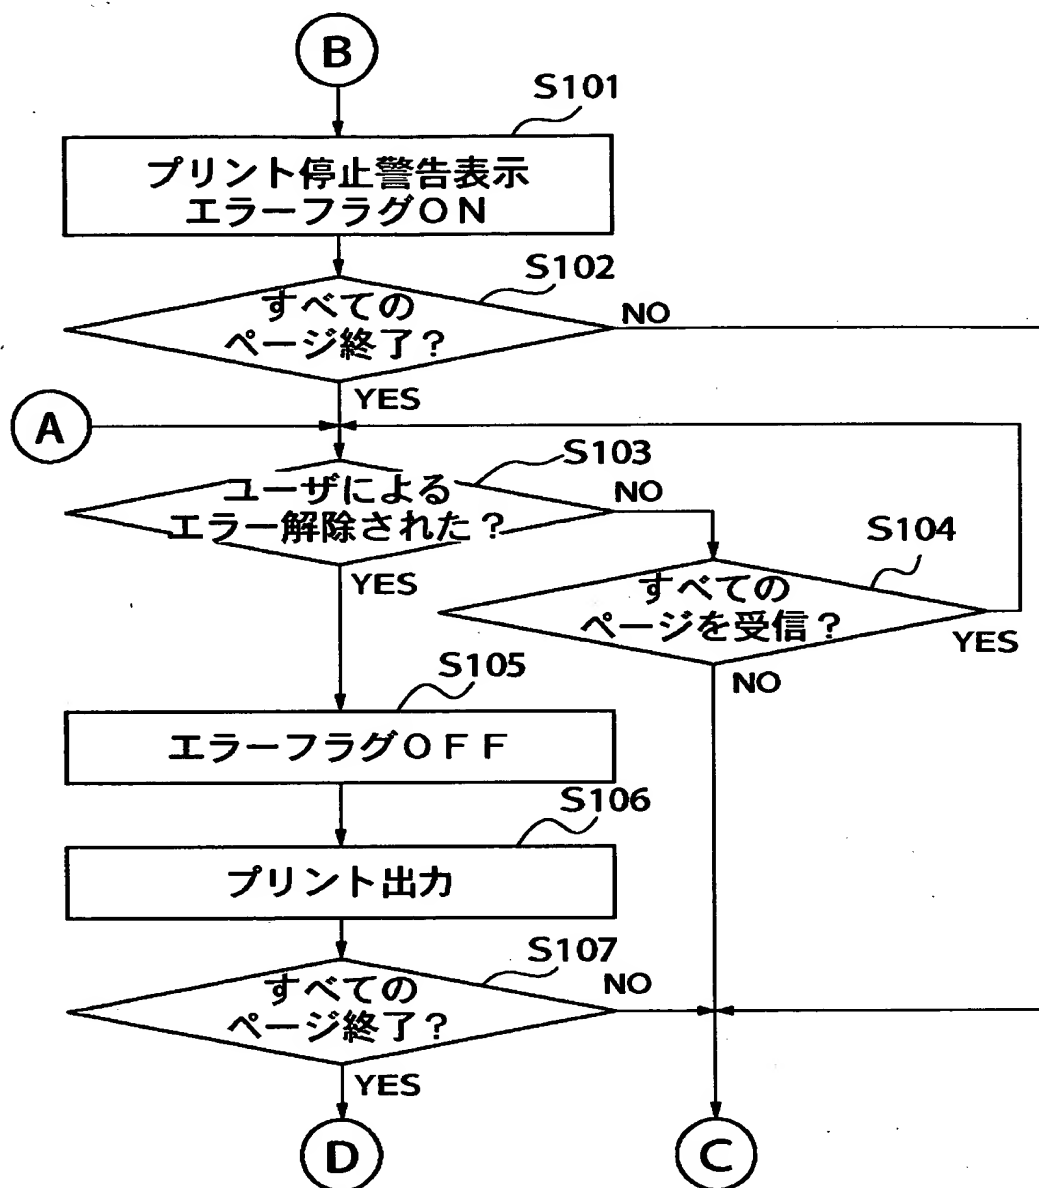 B
S101
プリント停止警告表示
エラーフラグON
S102
すべての
ページ終了?
NO
YES
A
S103
ユーザによる
エラー解除された?
NO
YES
S104
すべての
ページを受信?
YES
NO
S105
エラーフラグOFF
S106
プリント出力
S107
すべての
ページ終了?
NO
YES
D
C